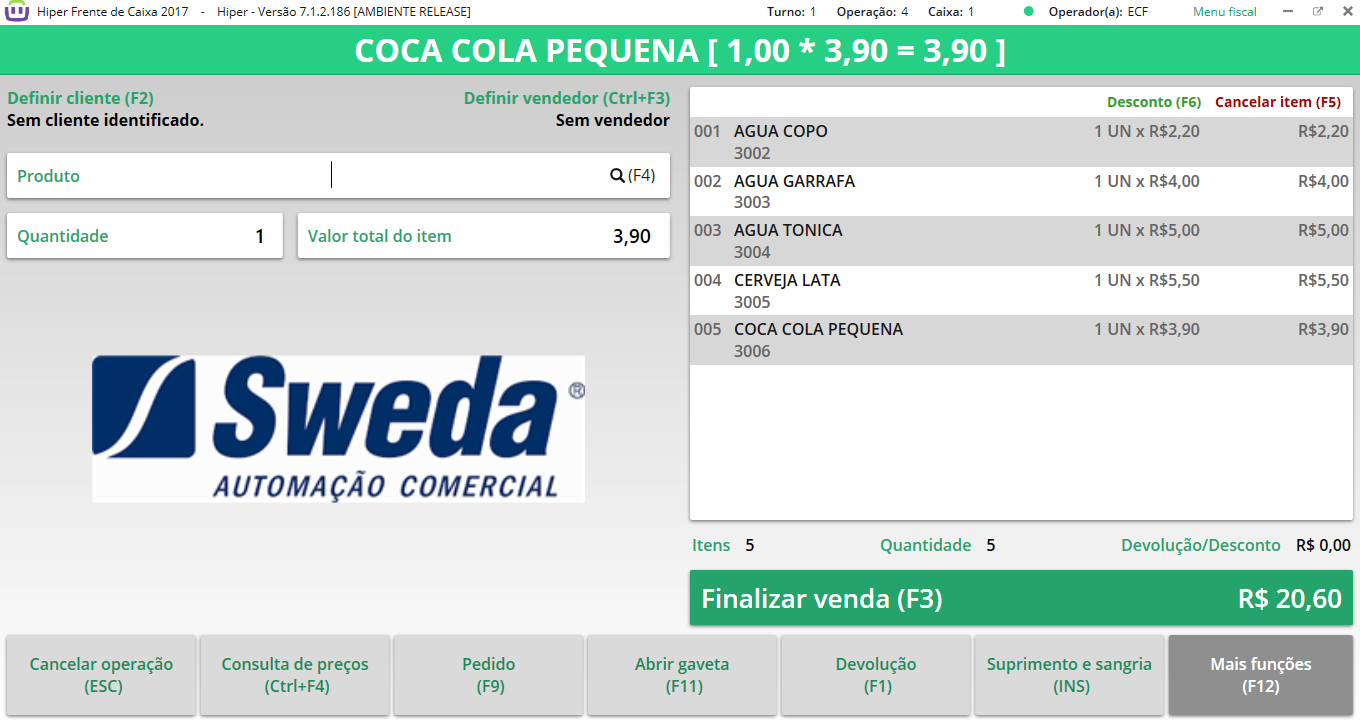 Hiper Frente de Caixa 2017 - Hiper - Versão 7.1.2.186 [AMBIENTE RELEASE] Turno: 1 Operação: 4 Caixa: 1 Operador(a): ECF Menu fiscal
COCA COLA PEQUENA [ 1,00 * 3,90 = 3,90 ]
Definir cliente (F2) Definir vendedor (Ctrl+F3)
Sem cliente identificado. Sem vendedor
Produto (F4)
Quantidade 1 Valor total do item 3,90
Sweda ®
AUTOMAÇÃO COMERCIAL
Desconto (F6) Cancelar item (F5)
001 AGUA COPO 1 UN x R$2,20 R$2,20
3002
002 AGUA GARRAFA 1 UN x R$4,00 R$4,00
3003
003 AGUA TONICA 1 UN x R$5,00 R$5,00
3004
004 CERVEJA LATA 1 UN x R$5,50 R$5,50
3005
005 COCA COLA PEQUENA 1 UN x R$3,90 R$3,90
3006
Itens 5 Quantidade 5 Devolução/Desconto R$ 0,00
Finalizar venda (F3) R$ 20,60
Cancelar operação
(ESC)
Consulta de preços
(Ctrl+F4)
Pedido
(F9)
Abrir gaveta
(F11)
Devolução
(F1)
Suprimento e sangria
(INS)
Mais funções
(F12)